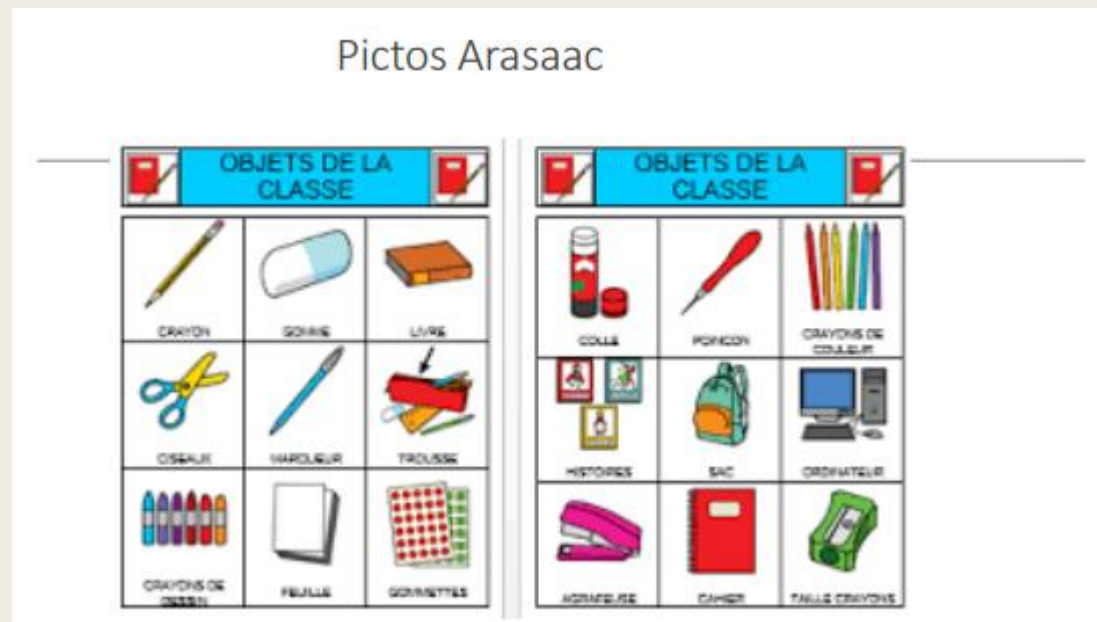 Pictos Arasaac
OBJETS DE LA
CLASSE
CRAYON GOMME LIVRE
CISEAUX MARQUEUR TROUSSE
CRAYONS DE
DESSIN FEUILLE GOMMETTES
OBJETS DE LA
CLASSE
COLLE POINCON CRAYONS DE
COULEUR
HISTOIRES SAC ORDINATEUR
AGRAFEUSE CAHIER TAILLE CRAYONS